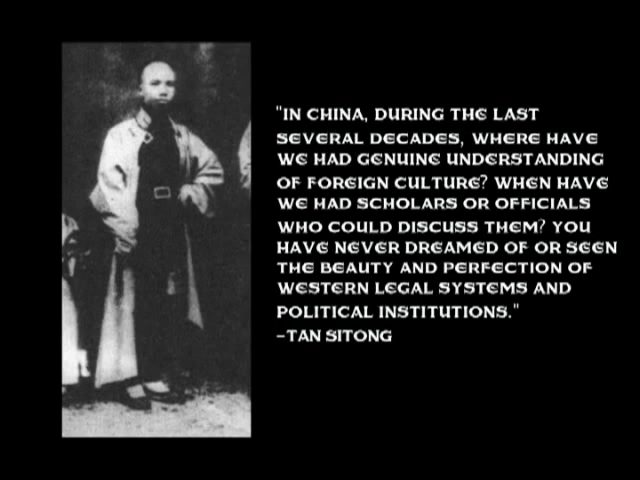 "IN CHINA, DURING THE LAST
SEVERAL DECADES, WHERE HAVE
WE HAD GENUINE UNDERSTANDING
OF FOREIGN CULTURE? WHEN HAVE
WE HAD SCHOLARS OR OFFICIALS
WHO COULD DISCUSS THEM? YOU
HAVE NEVER DREAMED OF OR SEEN
THE BEAUTY AND PERFECTION OF
WESTERN LEGAL SYSTEMS AND
POLITICAL INSTITUTIONS."
-TAN SITONG